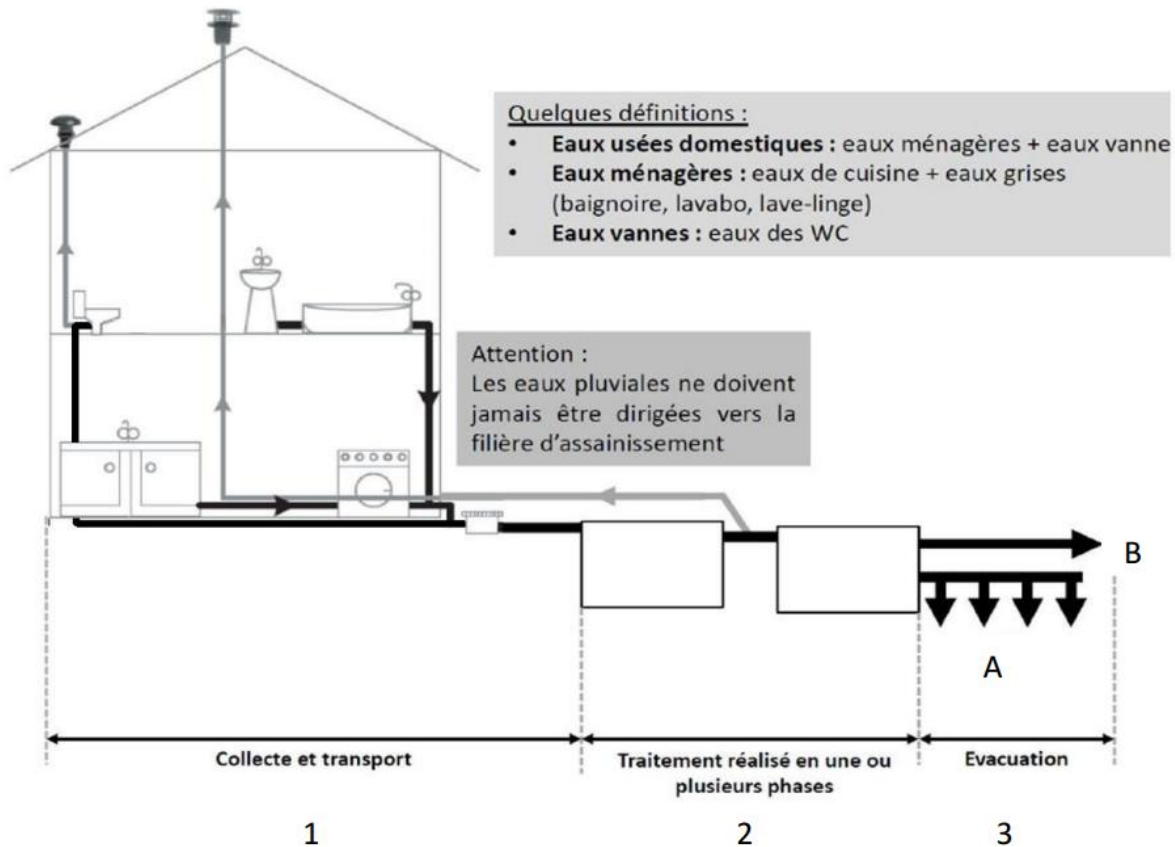 Quelques définitions :
• Eaux usées domestiques : eaux ménagères + eaux vanne
• Eaux ménagères : eaux de cuisine + eaux grises
(baignoire, lavabo, lave-linge)
• Eaux vannes : eaux des WC
Attention :
Les eaux pluviales ne doivent
jamais être dirigées vers la
filière d'assainissement
B
A
Collecte et transport
Traitement réalisé en une ou
plusieurs phases
Evacuation
1
2
3